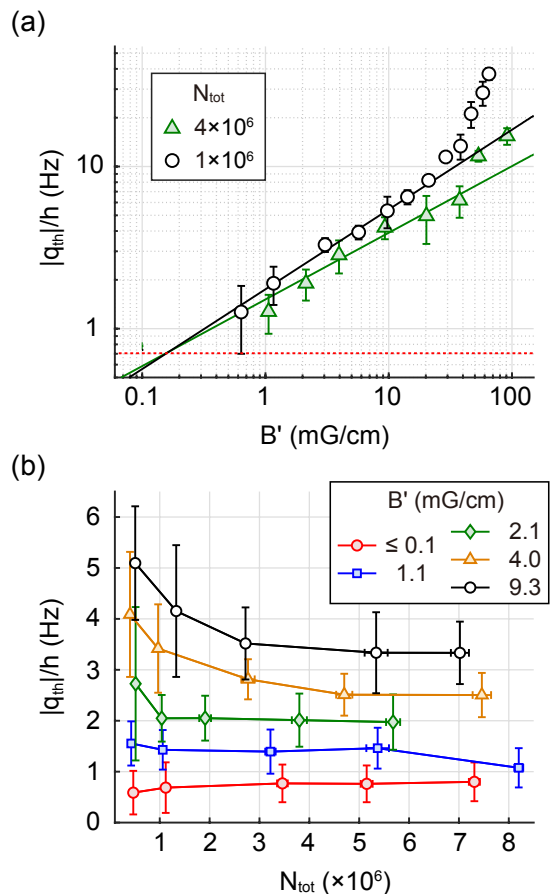 (a)
|q_th|/h (Hz)
10
1
N_tot
4×10^6
1×10^6
0.1 1 10 100
B' (mG/cm)
(b)
|q_th|/h (Hz)
6
5
4
3
2
1
0
B' (mG/cm)
≤ 0.1
1.1
2.1
4.0
9.3
1 2 3 4 5 6 7 8
N_tot (×10^6)